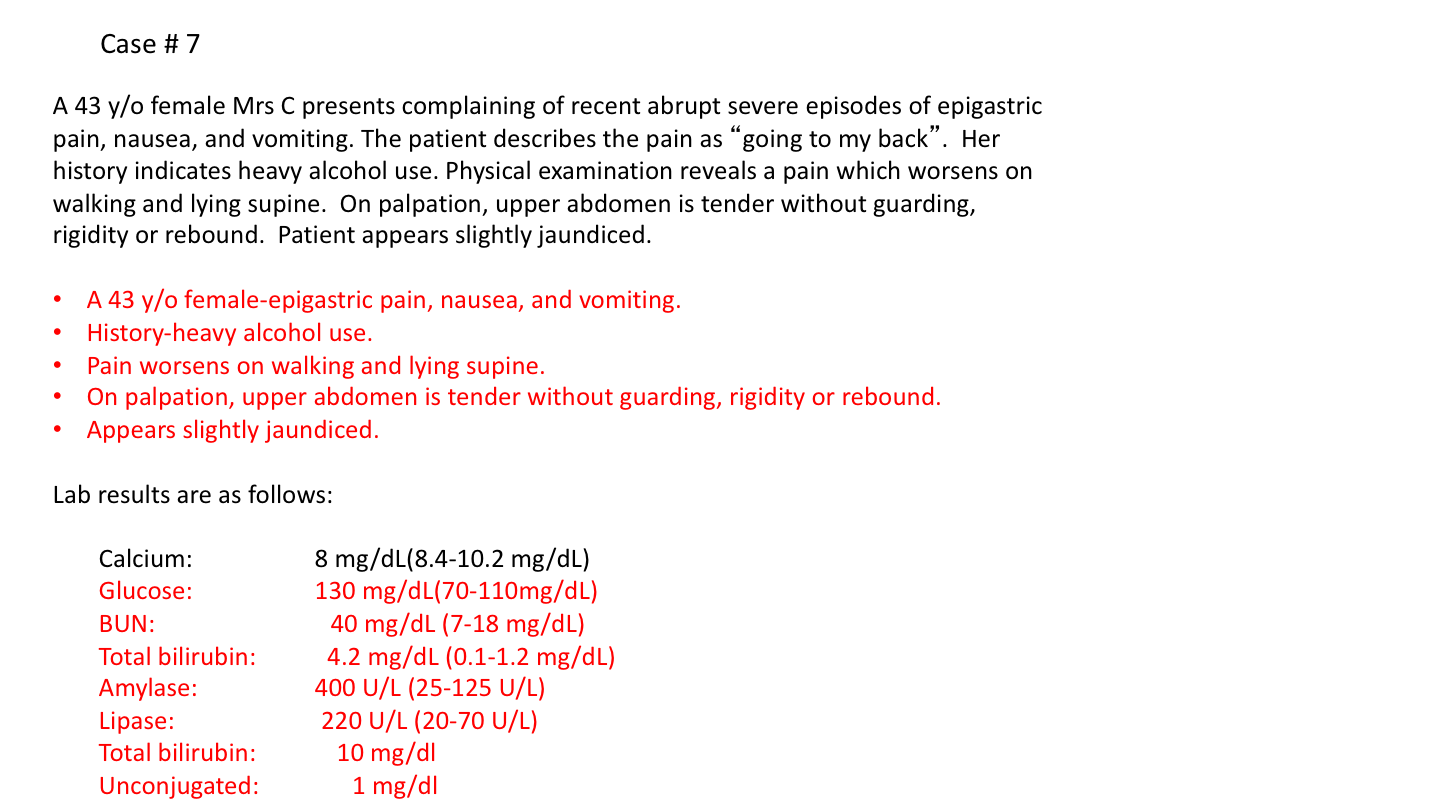 Case # 7
A 43 y/o female Mrs C presents complaining of recent abrupt severe episodes of epigastric
pain, nausea, and vomiting. The patient describes the pain as “going to my back”. Her
history indicates heavy alcohol use. Physical examination reveals a pain which worsens on
walking and lying supine. On palpation, upper abdomen is tender without guarding,
rigidity or rebound. Patient appears slightly jaundiced.
• A 43 y/o female-epigastric pain, nausea, and vomiting.
• History-heavy alcohol use.
• Pain worsens on walking and lying supine.
• On palpation, upper abdomen is tender without guarding, rigidity or rebound.
• Appears slightly jaundiced.
Lab results are as follows:
Calcium: 8 mg/dL(8.4-10.2 mg/dL)
Glucose: 130 mg/dL(70-110mg/dL)
BUN: 40 mg/dL (7-18 mg/dL)
Total bilirubin: 4.2 mg/dL (0.1-1.2 mg/dL)
Amylase: 400 U/L (25-125 U/L)
Lipase: 220 U/L (20-70 U/L)
Total bilirubin: 10 mg/dl
Unconjugated: 1 mg/dl